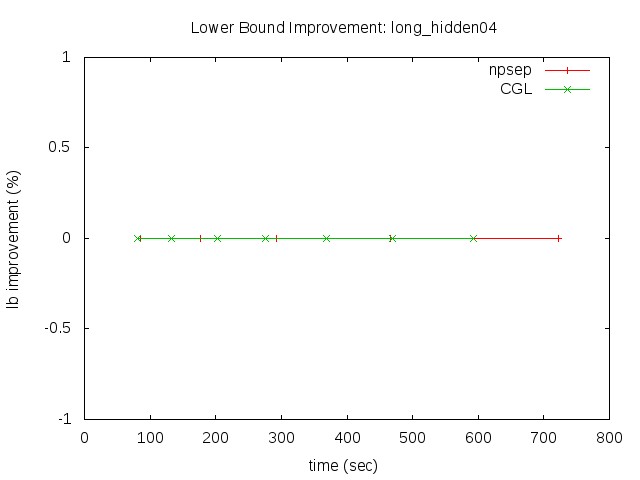 Lower Bound Improvement: long_hidden04
npsep
CGL
1
0.5
0
-0.5
-1
lb improvement (%)
0 100 200 300 400 500 600 700 800
time (sec)